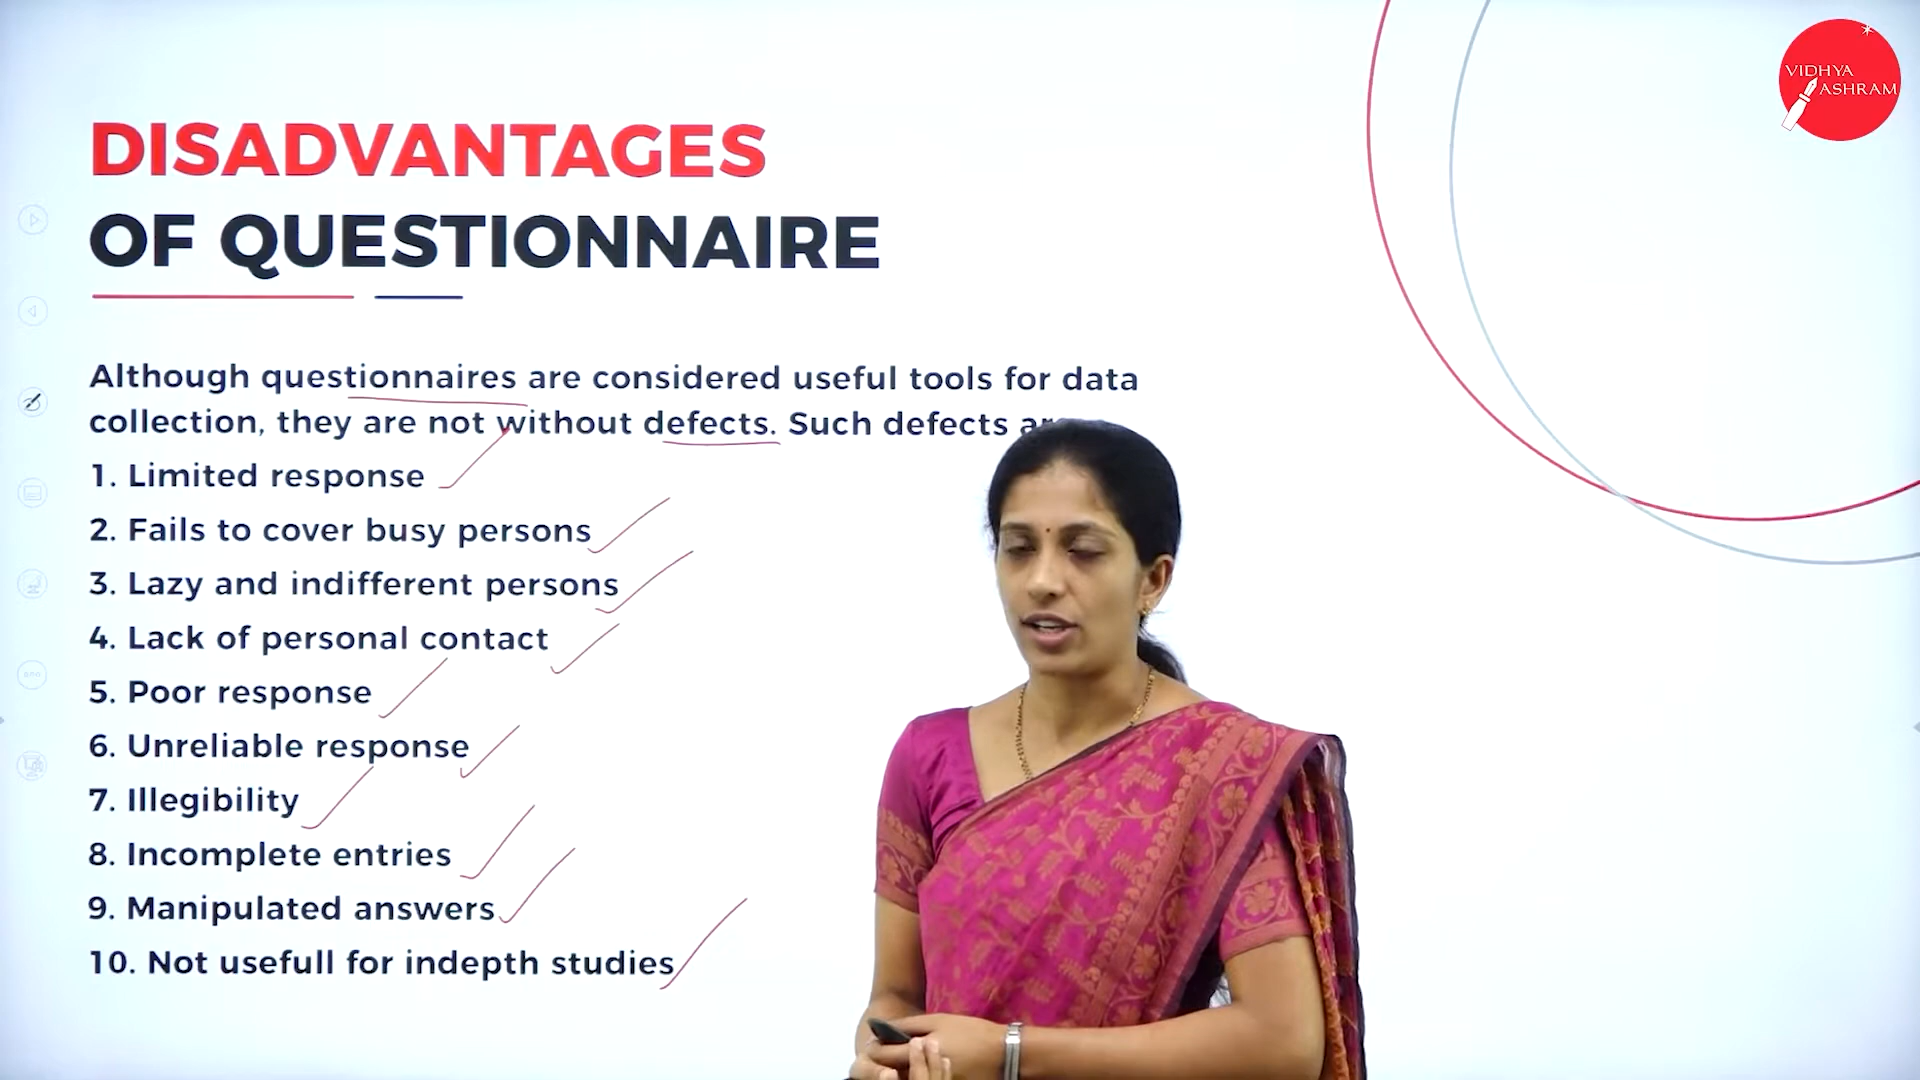 VIDHYA
ASHRAM
DISADVANTAGES
OF QUESTIONNAIRE
Although questionnaires are considered useful tools for data
collection, they are not without defects. Such defects
1. Limited response
2. Fails to cover busy persons
3. Lazy and indifferent persons
4. Lack of personal contact
5. Poor response
6. Unreliable response
7. Illegibility
8. Incomplete entries
9. Manipulated answers
10. Not usefull for indepth studies